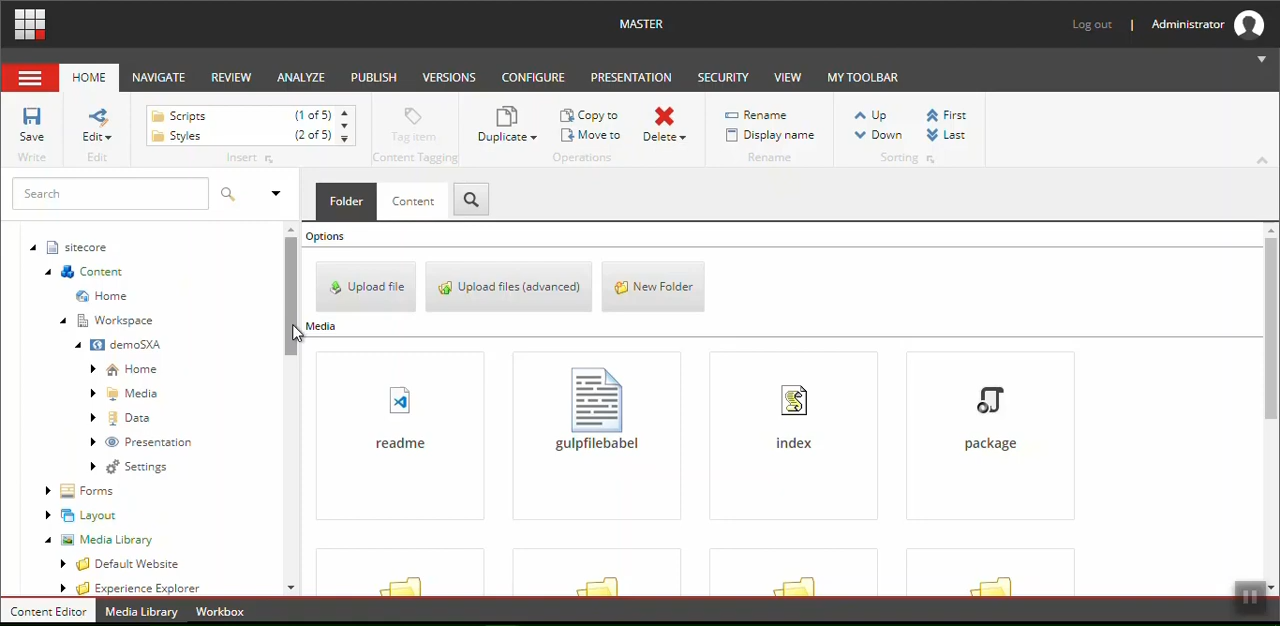 MASTER
Log out | Administrator
HOME NAVIGATE REVIEW ANALYZE PUBLISH VERSIONS CONFIGURE PRESENTATION SECURITY VIEW MY TOOLBAR
Save
Write
Edit
Edit
Scripts (1 of 5)
Styles (2 of 5)
Insert
Tag item
Content Tagging
Duplicate
Copy to
Move to
Delete
Operations
Rename
Display name
Rename
Up
Down
First
Last
Sorting
Search
Folder Content
sitecore
Content
Home
Workspace
demoSXA
Home
Media
Data
Presentation
Settings
Forms
Layout
Media Library
Default Website
Experience Explorer
Options
Upload file Upload files (advanced) New Folder
Media
readme gulpfilebabel index package
Content Editor Media Library Workbox